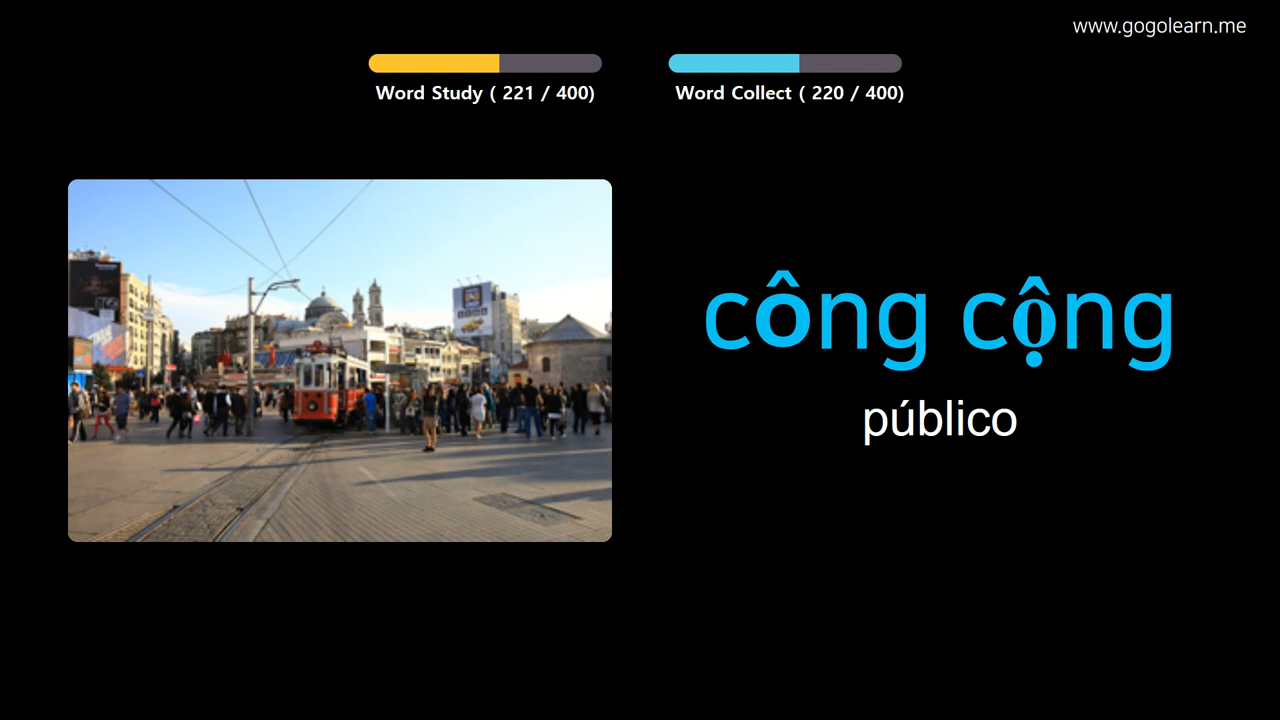 www.gogolearn.me
Word Study ( 221 / 400)
Word Collect ( 220 / 400)
công cộng
público